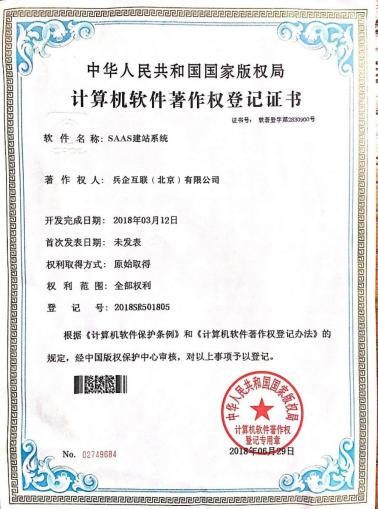 中华人民共和国国家版权局
计算机软件著作权登记证书
证书号： 软著登字第2830900号
软件名称： SAAS建站系统
著作权人： 兵企互联（北京）有限公司
开发完成日期： 2018年03月12日
首次发表日期： 未发表
权利取得方式： 原始取得
权利范围： 全部权利
登记号： 2018SR501805
根据《计算机软件保护条例》和《计算机软件著作权登记办法》的
规定，经中国版权保护中心审核，对以上事项予以登记。
中华人民共和国国家版权局
计算机软件著作权
登记专用章
No. 02749684
2018年06月29日